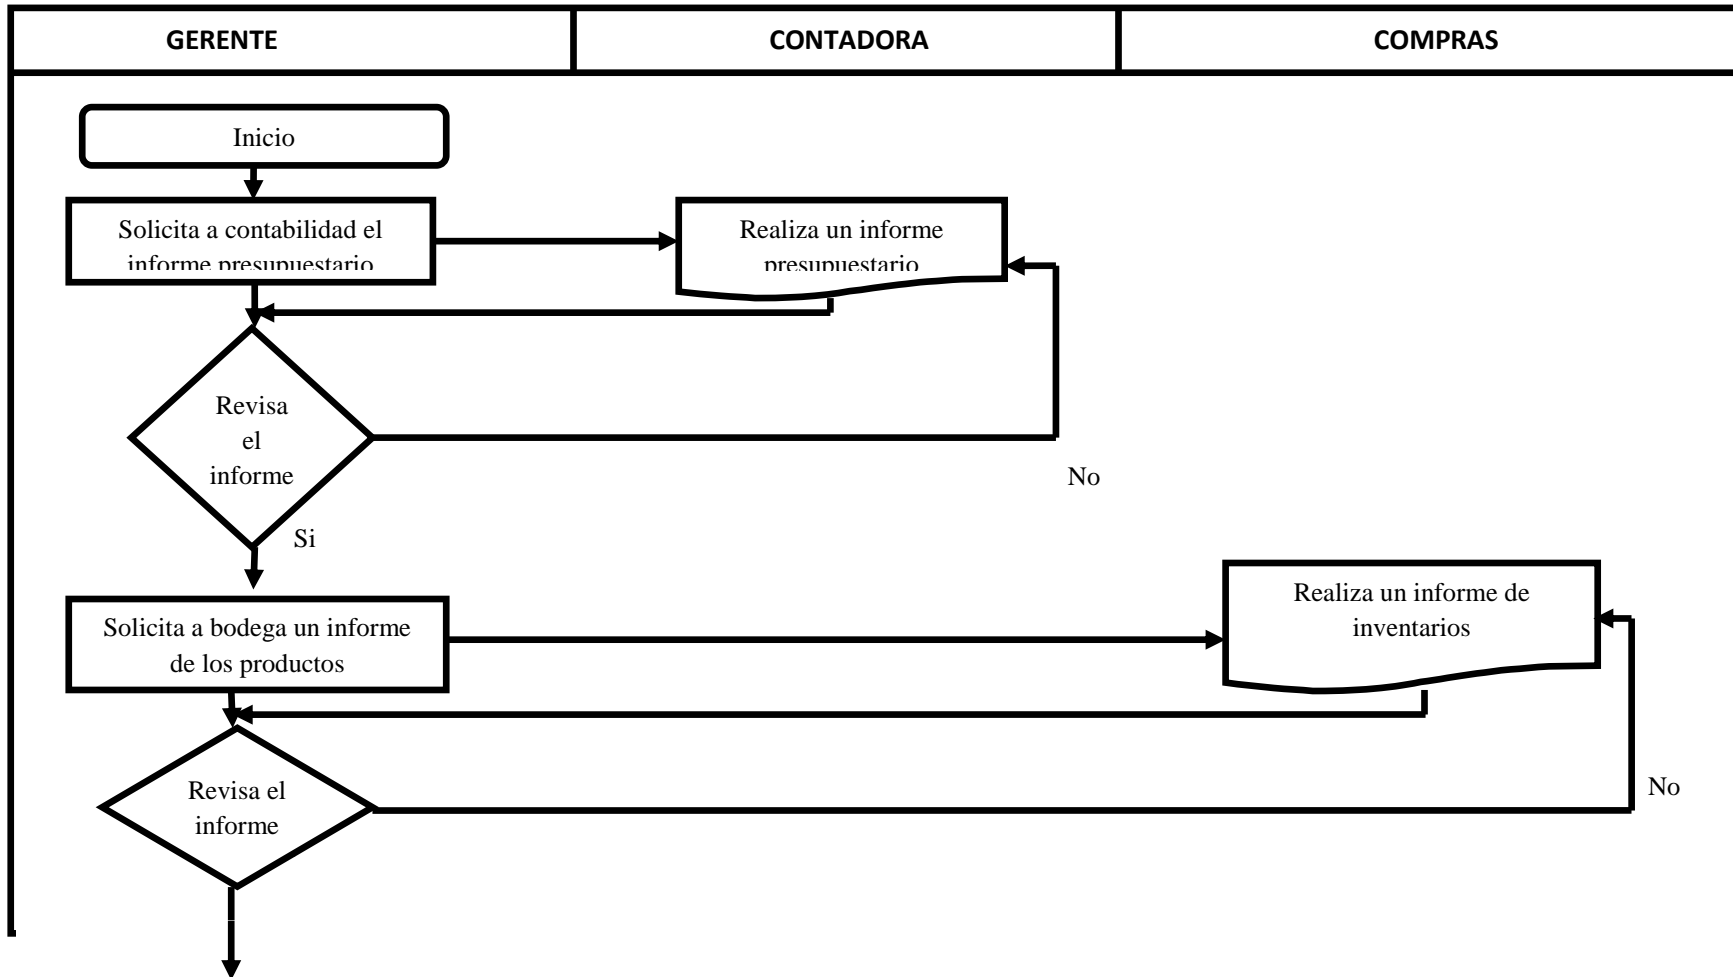 GERENTE
CONTADORA
COMPRAS
Inicio
Solicita a contabilidad el
informe presupuestario
Realiza un informe
presupuestario
Revisa
el
informe
No
Si
Solicita a bodega un informe
de los productos
Realiza un informe de
inventarios
Revisa el
informe
No